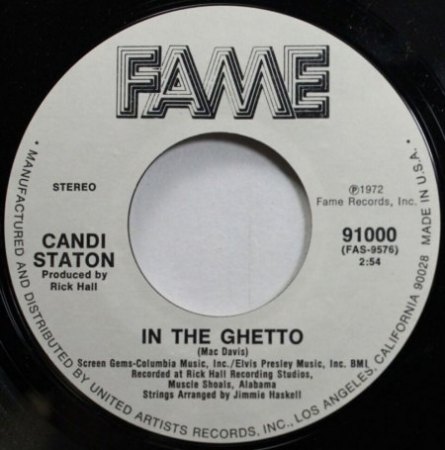 FAME
STEREO
℗1972
Fame Records, Inc.
CANDI
STATON
Produced by
Rick Hall
91000
(FAS-9576)
2:54
IN THE GHETTO
(Mac Davis)
Screen Gems-Columbia Music, Inc./Elvis Presley Music, Inc. BMI
Recorded at Rick Hall Recording Studios,
Muscle Shoals, Alabama
Strings Arranged by Jimmie Haskell
• MANUFACTURED AND DISTRIBUTED BY UNITED ARTISTS RECORDS, INC., LOS ANGELES, CALIFORNIA 90028 MADE IN U.S.A. •